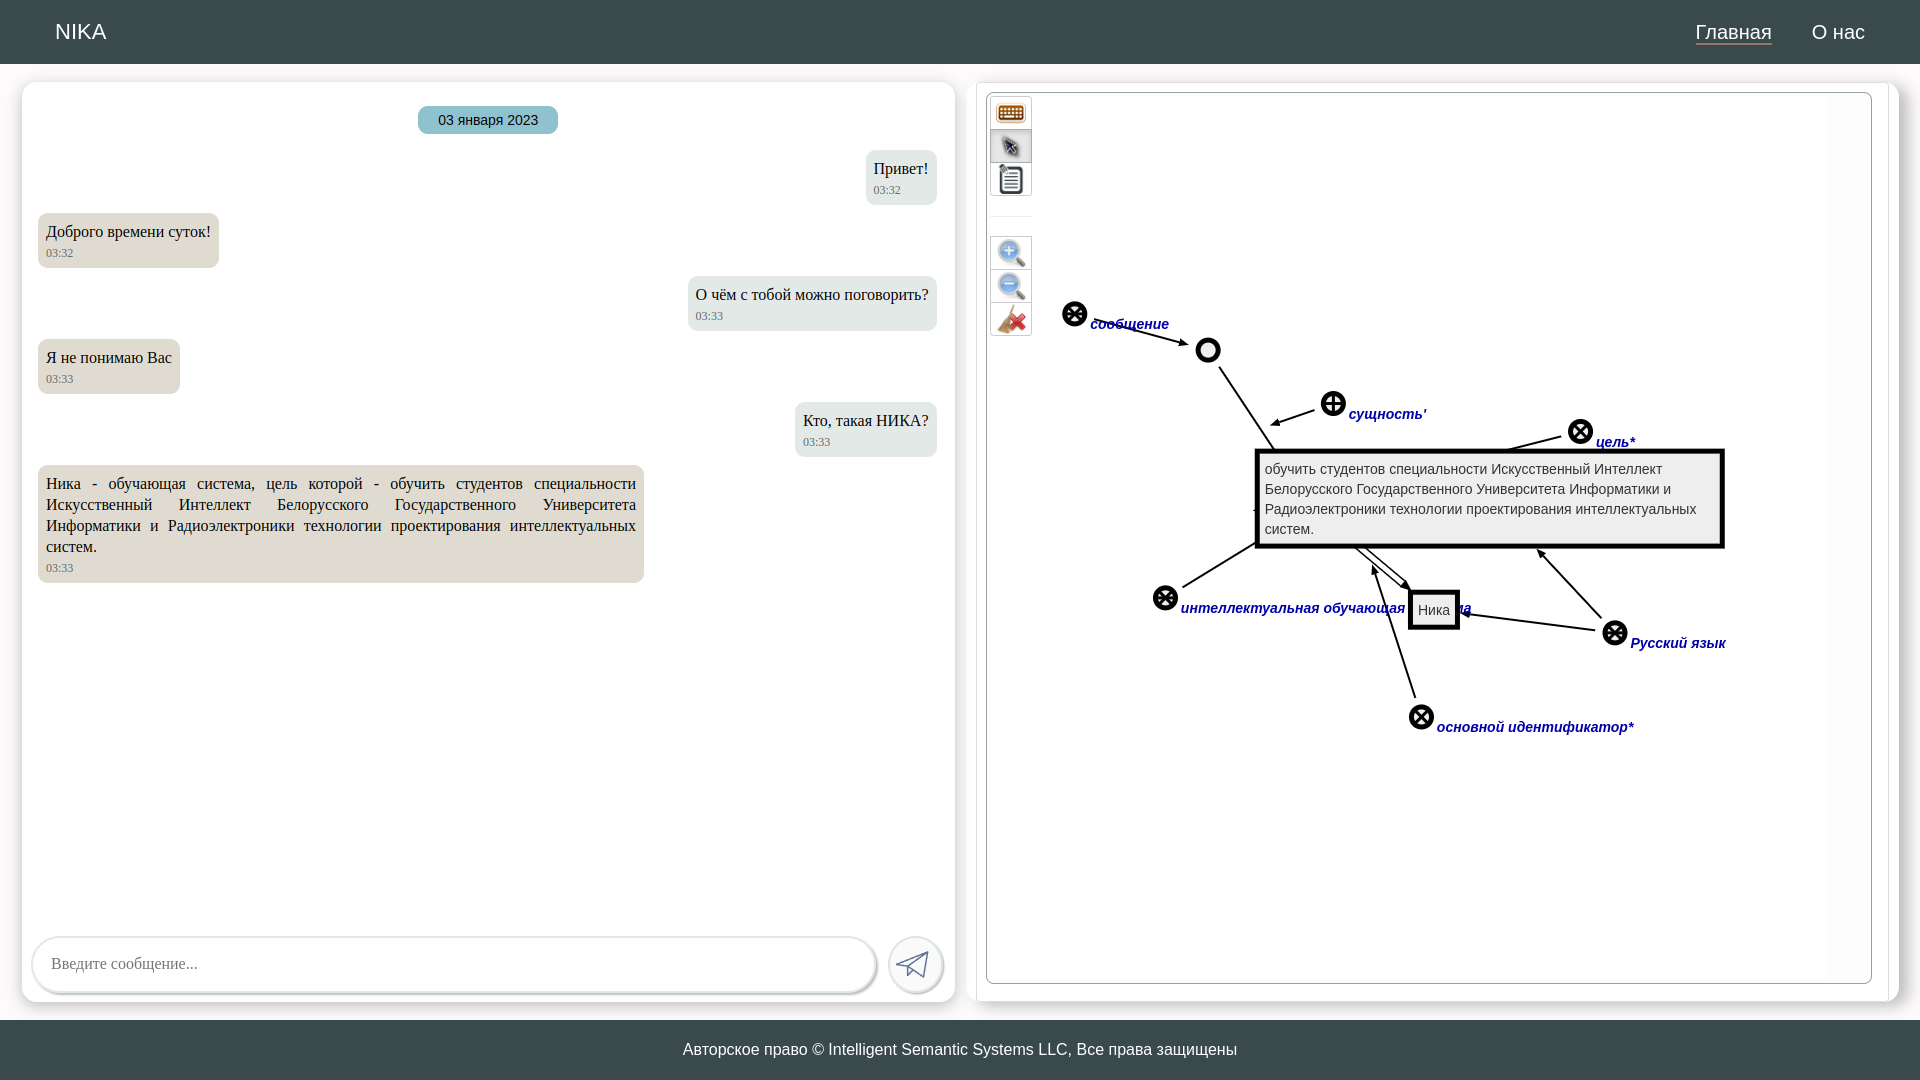 NIKA
Главная
О нас
03 января 2023
Привет!
03:32
Доброго времени суток!
03:32
О чём с тобой можно поговорить?
03:33
Я не понимаю Вас
03:33
Кто, такая НИКА?
03:33
Ника - обучающая система, цель которой - обучить студентов специальности
Искусственный Интеллект Белорусского Государственного Университета
Информатики и Радиоэлектроники технологии проектирования интеллектуальных
систем.
03:33
Введите сообщение...
сообщение
сущность'
цель*
обучить студентов специальности Искусственный Интеллект
Белорусского Государственного Университета Информатики и
Радиоэлектроники технологии проектирования интеллектуальных
систем.
интеллектуальная обучающая
Ника
Русский язык
основной идентификатор*
Авторское право © Intelligent Semantic Systems LLC, Все права защищены